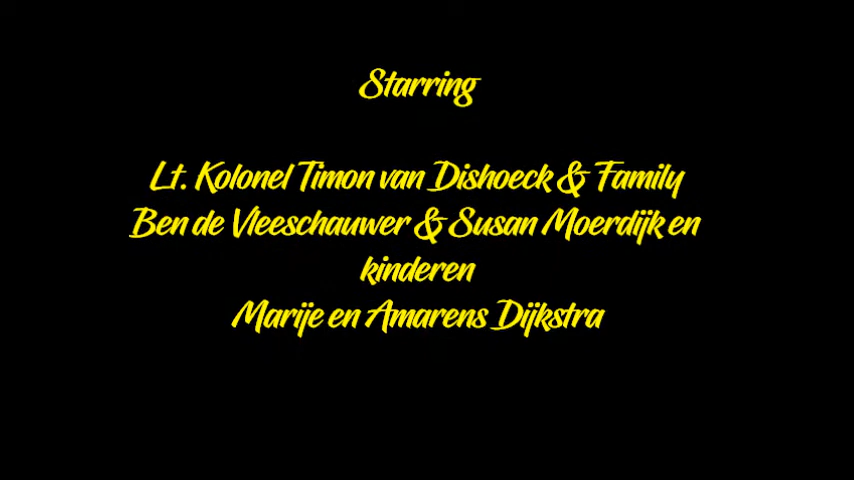 Starring
Lt. Kolonel Timon van Dishoeck & Family
Ben de Vleeschauwer & Susan Moerdijk en
kinderen
Marije en Amarens Dijkstra